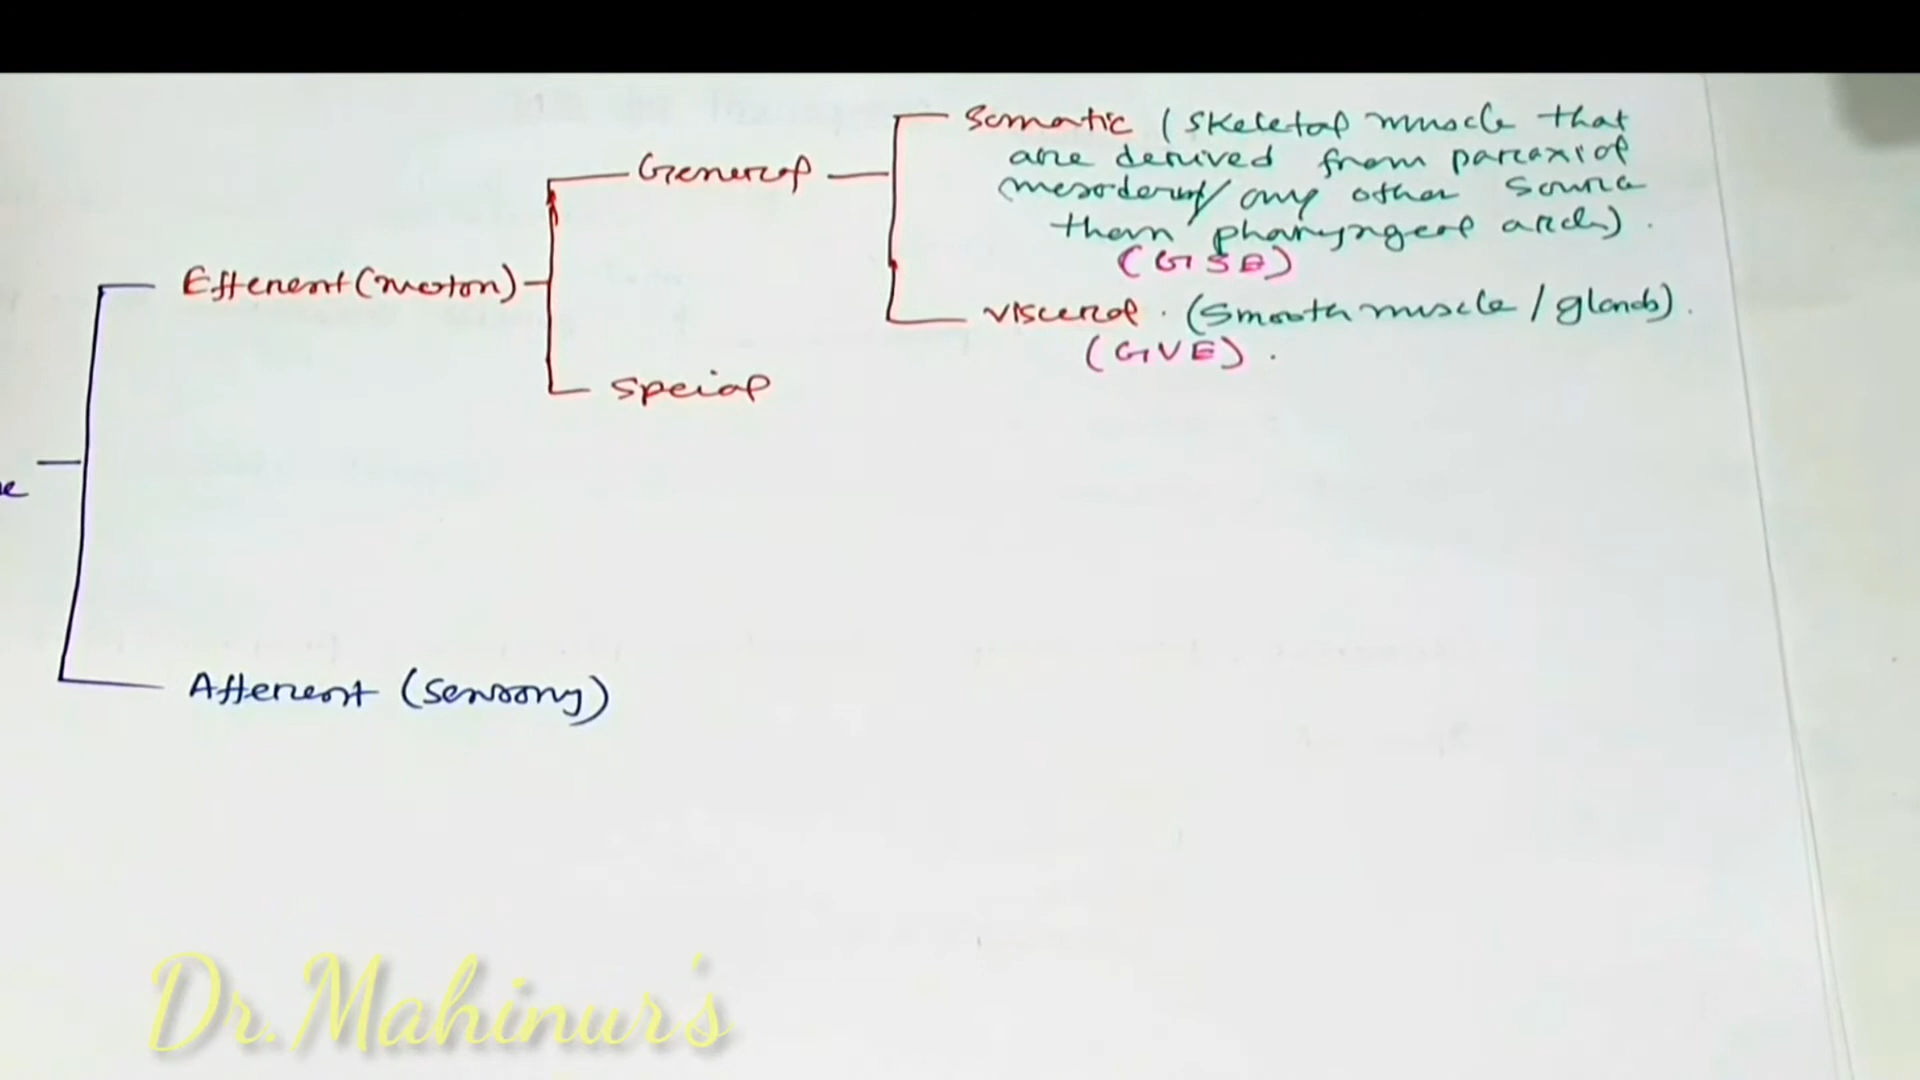 Somatic (skeletal muscle that
are derived from paraxial
mesoderm/ any other source
than pharyngeal arch).
(GSE)
General
Efferent (motor)
visceral. (smooth muscle / glands).
(GVE).
speial
Afferent (sensory)
Dr.Mahinur's